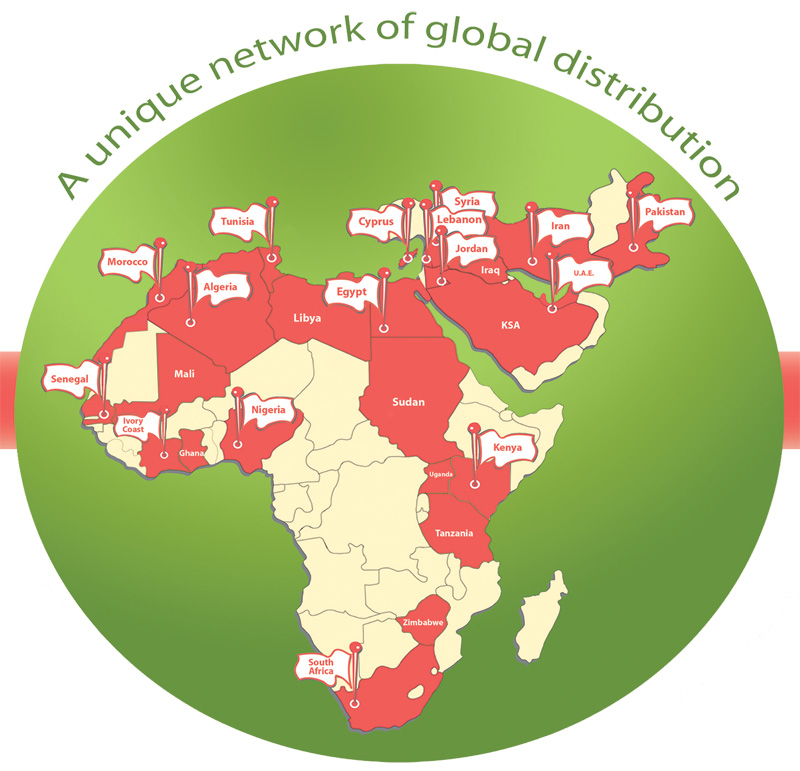 A unique network of global distribution
Tunisia
Cyprus
Syria
Lebanon
Jordan
Iraq
Iran
Pakistan
U.A.E.
Morocco
Algeria
Egypt
Libya
KSA
Senegal
Mali
Ivory
Coast
Ghana
Nigeria
Sudan
Kenya
Uganda
Tanzania
Zimbabwe
South
Africa